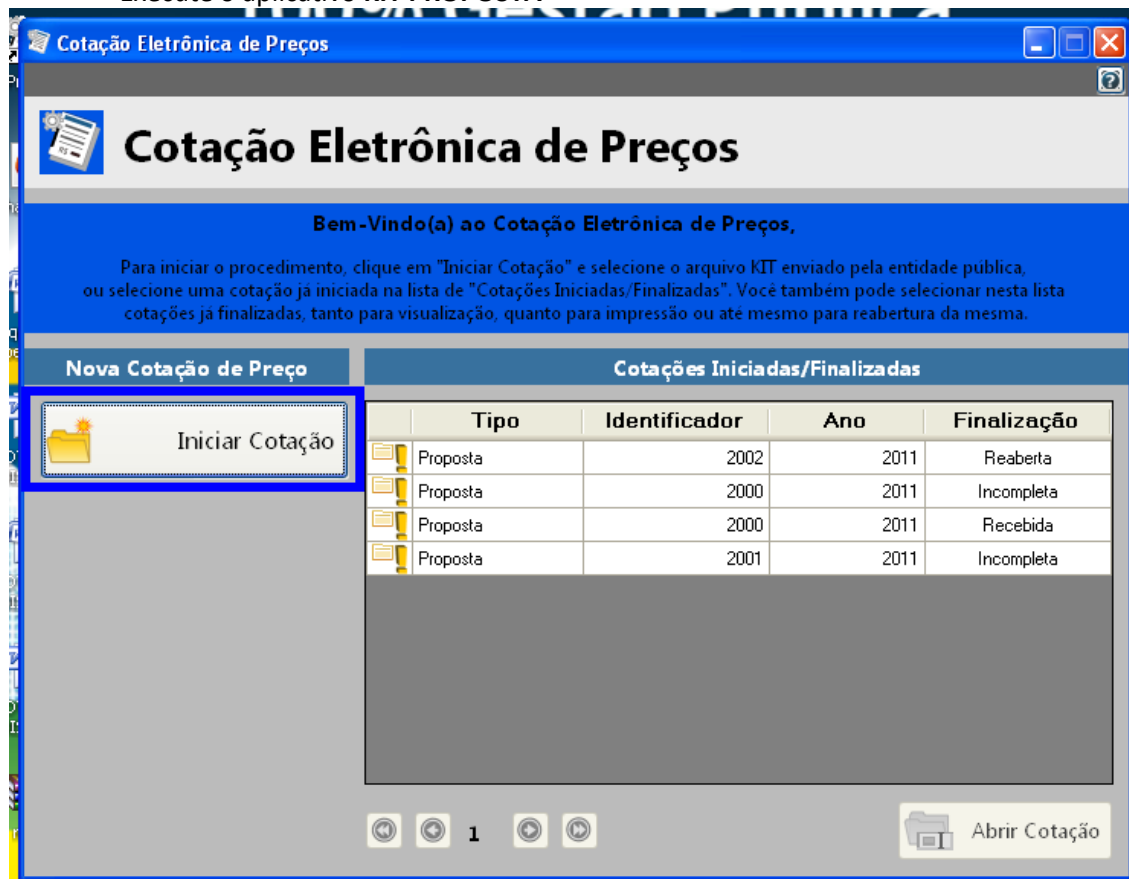 Cotação Eletrônica de Preços
Cotação Eletrônica de Preços
Bem-Vindo(a) ao Cotação Eletrônica de Preços,
Para iniciar o procedimento, clique em "Iniciar Cotação" e selecione o arquivo KIT enviado pela entidade pública,
ou selecione uma cotação já iniciada na lista de "Cotações Iniciadas/Finalizadas". Você também pode selecionar nesta lista
cotações já finalizadas, tanto para visualização, quanto para impressão ou até mesmo para reabertura da mesma.
Nova Cotação de Preço
Cotações Iniciadas/Finalizadas
Iniciar Cotação
Tipo Identificador Ano Finalização
Proposta 2002 2011 Reaberta
Proposta 2000 2011 Incompleta
Proposta 2000 2011 Recebida
Proposta 2001 2011 Incompleta
1
Abrir Cotação